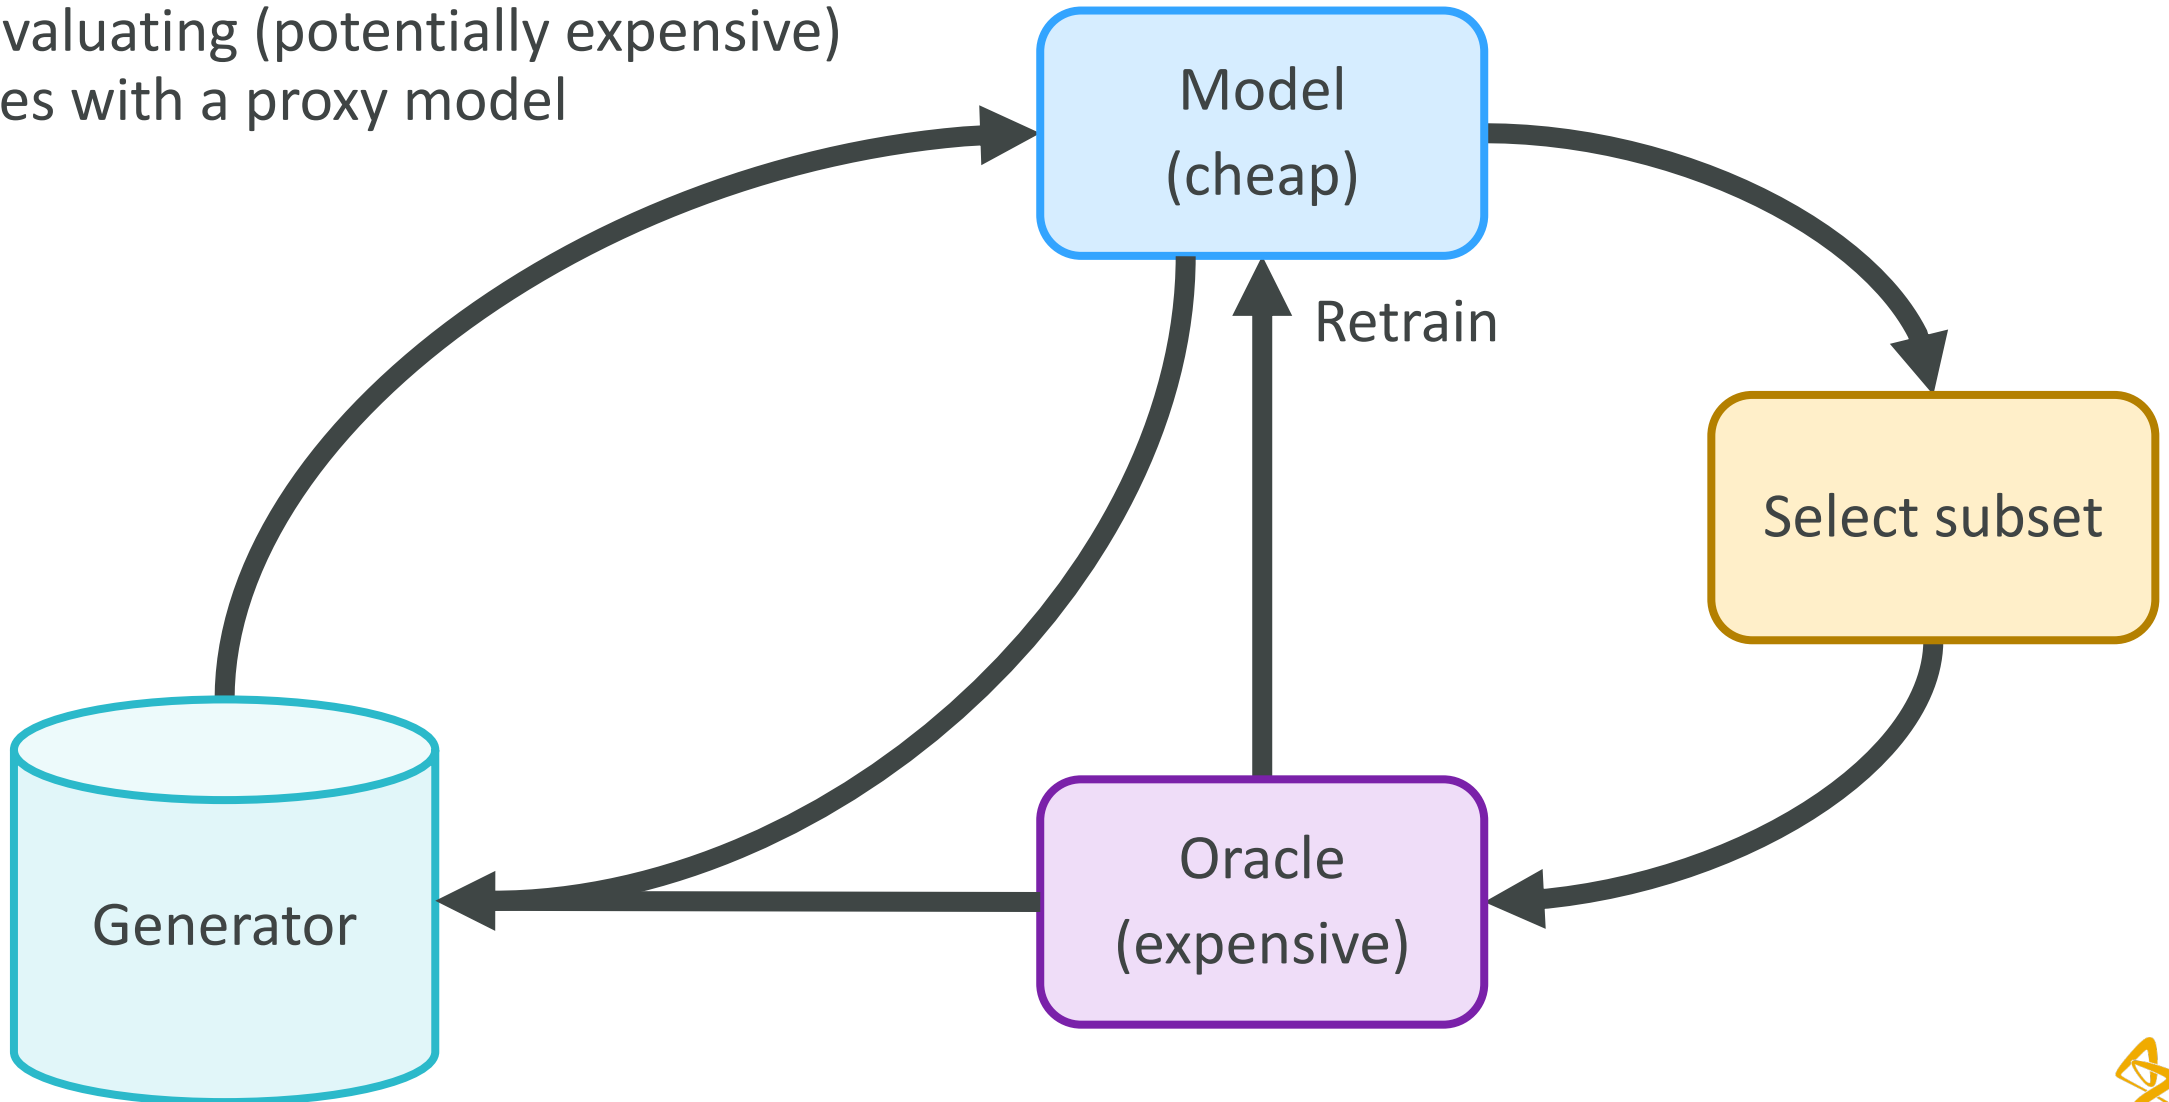 valuating (potentially expensive)
es with a proxy model
Model
(cheap)
Retrain
Select subset
Oracle
(expensive)
Generator